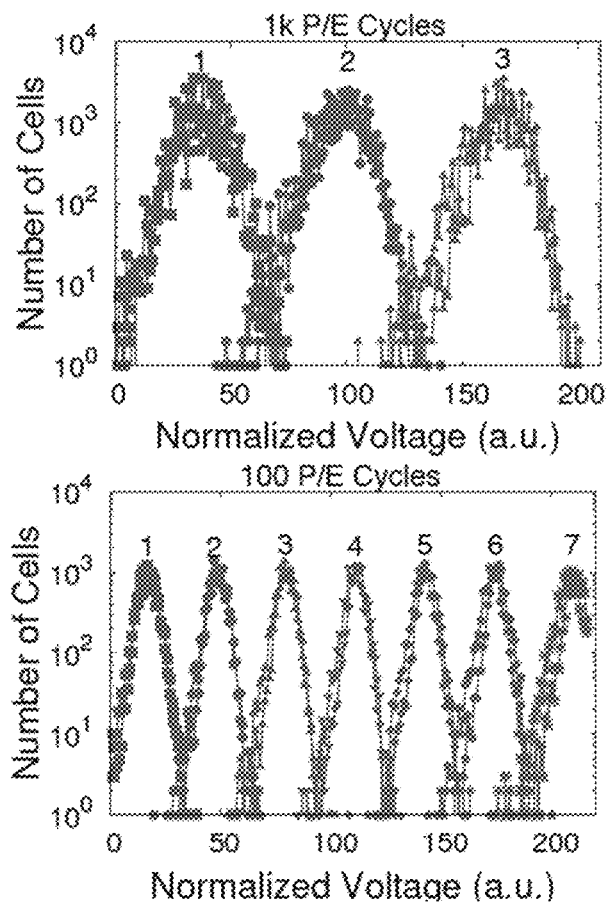 1k P/E Cycles
10⁴
1 2 3
10³
10²
10¹
10⁰
Number of Cells
0 50 100 150 200
Normalized Voltage (a.u.)
100 P/E Cycles
10⁴
1 2 3 4 5 6 7
10³
10²
10¹
10⁰
Number of Cells
0 50 100 150 200
Normalized Voltage (a.u.)